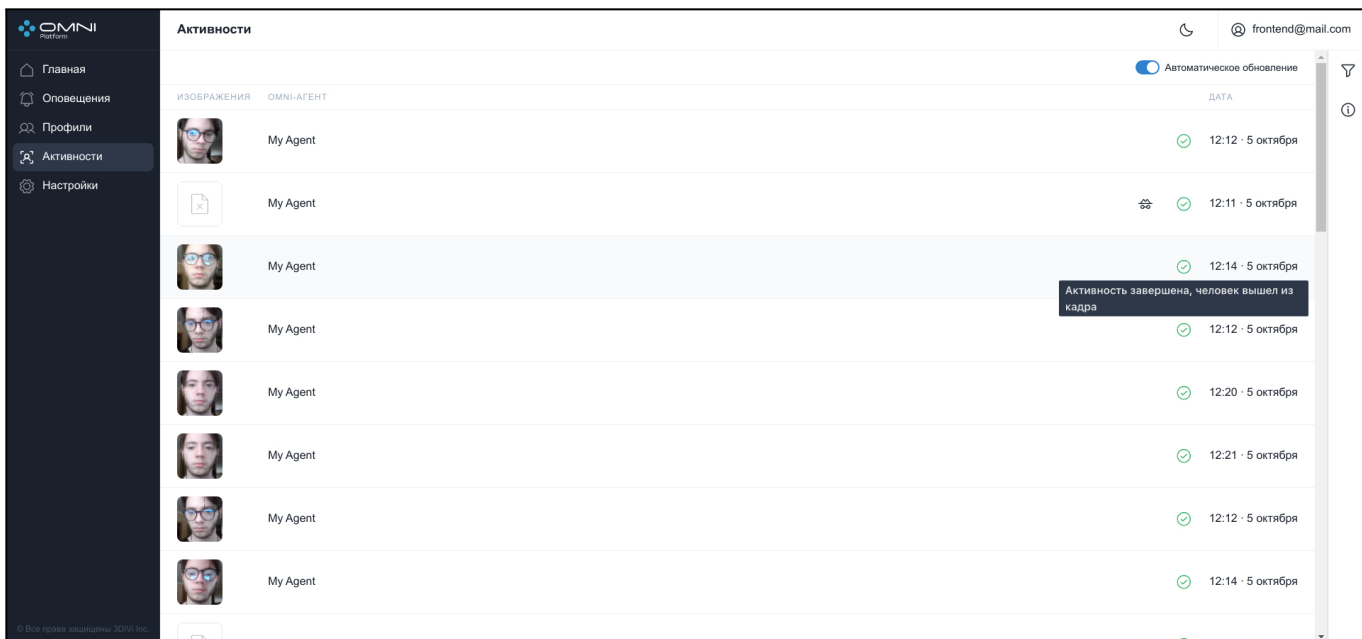 OMNI
Platform
Активности
frontend@mail.com
Главная
Оповещения
Профили
Активности
Настройки
Автоматическое обновление
ИЗОБРАЖЕНИЯ OMNI-АГЕНТ ДАТА
My Agent 12:12 · 5 октября
My Agent 12:11 · 5 октября
My Agent 12:14 · 5 октября
Активность завершена, человек вышел из
кадра
My Agent 12:12 · 5 октября
My Agent 12:20 · 5 октября
My Agent 12:21 · 5 октября
My Agent 12:12 · 5 октября
My Agent 12:14 · 5 октября
© Все права защищены 3DiVi Inc.